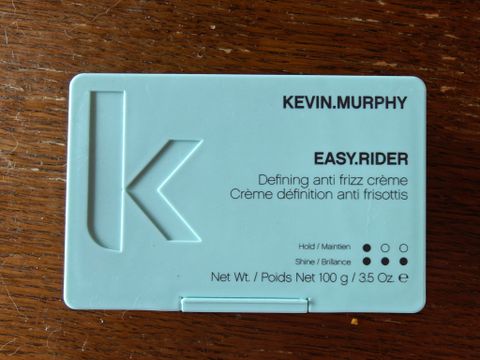 KEVIN.MURPHY
EASY.RIDER
Defining anti frizz crème
Crème définition anti frisottis
Hold / Maintien ● ○ ○
Shine / Brillance ● ● ●
Net Wt. / Poids Net 100 g / 3.5 Oz. ℮